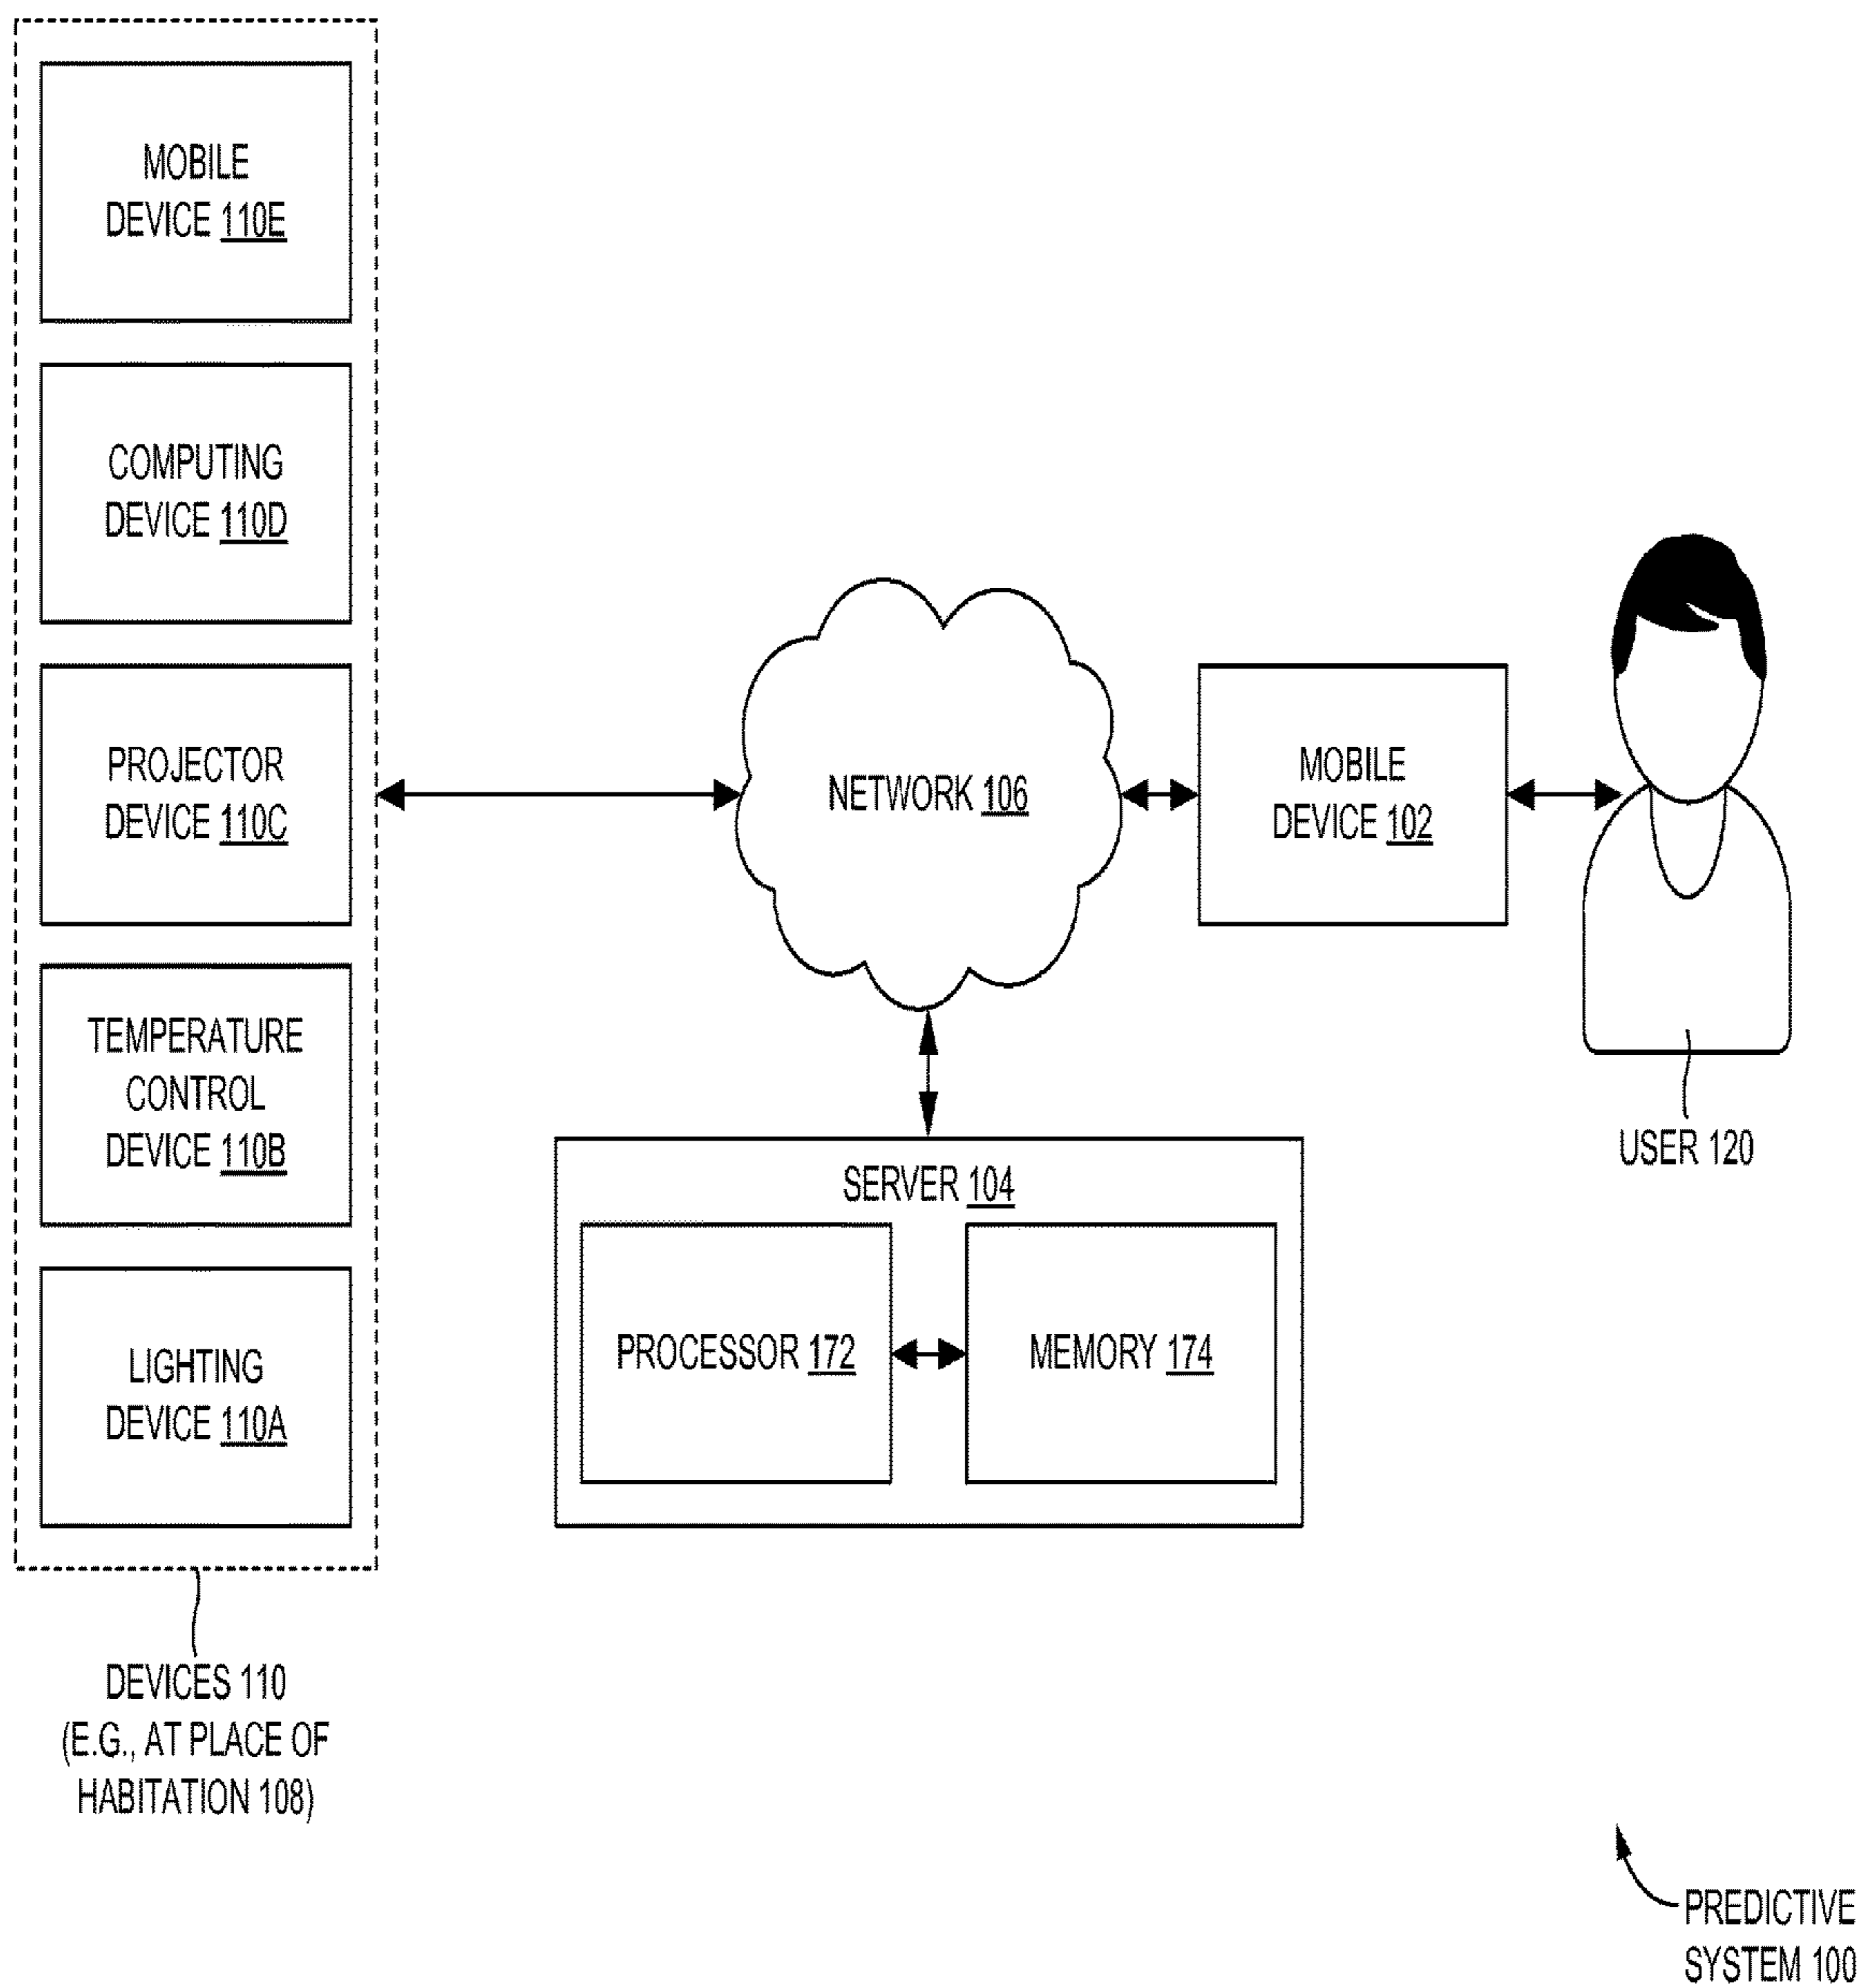 MOBILE
DEVICE 110E
COMPUTING
DEVICE 110D
PROJECTOR
DEVICE 110C
TEMPERATURE
CONTROL
DEVICE 110B
LIGHTING
DEVICE 110A
DEVICES 110
(E.G., AT PLACE OF
HABITATION 108)
NETWORK 106
MOBILE
DEVICE 102
USER 120
SERVER 104
PROCESSOR 172
MEMORY 174
PREDICTIVE
SYSTEM 100